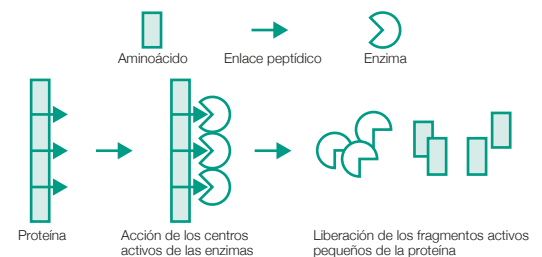 Aminoácido
Enlace peptídico
Enzima
Proteína
Acción de los centros
activos de las enzimas
Liberación de los fragmentos activos
pequeños de la proteína